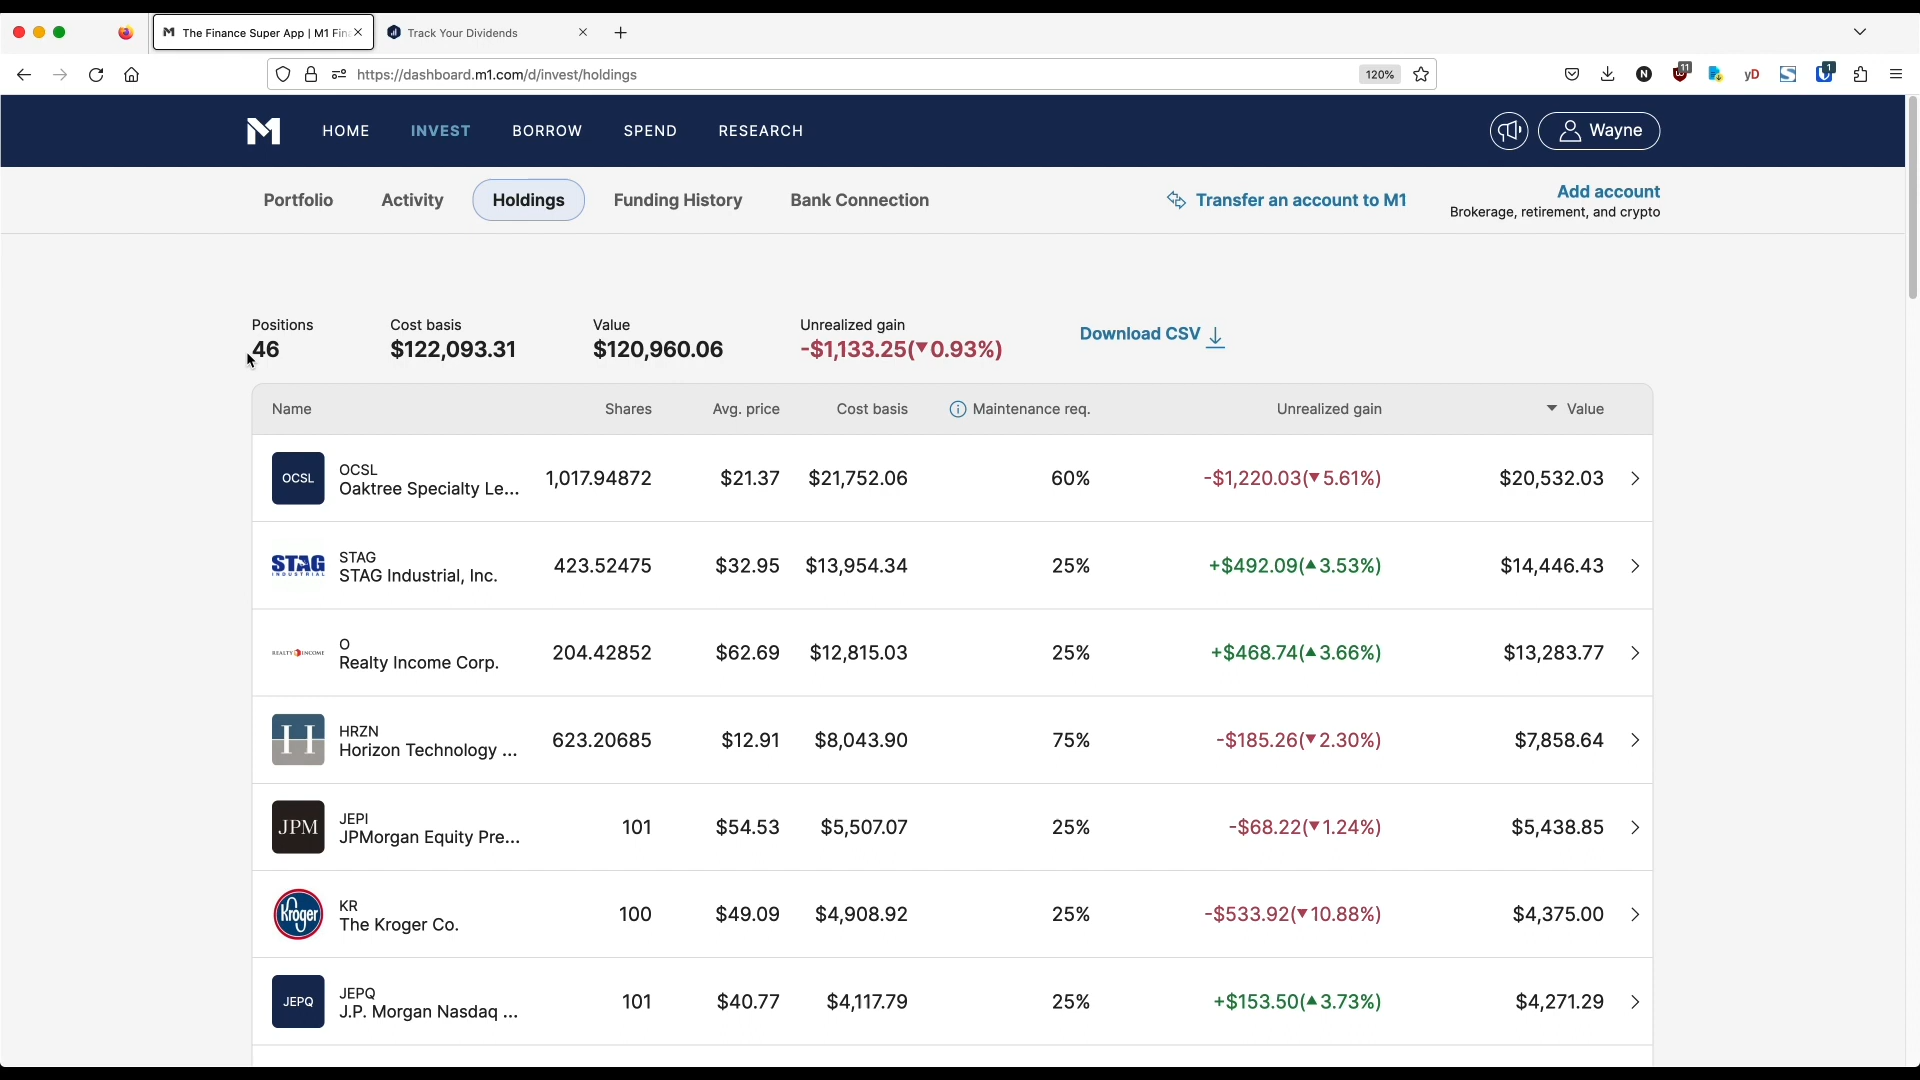 The Finance Super App | M1 Fin
Track Your Dividends
https://dashboard.m1.com/d/invest/holdings
120%
N
11
yD
1
M
HOME
INVEST
BORROW
SPEND
RESEARCH
Wayne
Portfolio
Activity
Holdings
Funding History
Bank Connection
Transfer an account to M1
Add account
Brokerage, retirement, and crypto
Positions
46
Cost basis
$122,093.31
Value
$120,960.06
Unrealized gain
-$1,133.25(▼0.93%)
Download CSV
Name Shares Avg. price Cost basis Maintenance req. Unrealized gain ▼ Value
OCSL
OCSL
Oaktree Specialty Le...
1,017.94872 $21.37 $21,752.06 60% -$1,220.03(▼5.61%) $20,532.03
STAG
INDUSTRIAL
STAG
STAG Industrial, Inc.
423.52475 $32.95 $13,954.34 25% +$492.09(▲3.53%) $14,446.43
REALTY INCOME
O
Realty Income Corp.
204.42852 $62.69 $12,815.03 25% +$468.74(▲3.66%) $13,283.77
H
HRZN
Horizon Technology ...
623.20685 $12.91 $8,043.90 75% -$185.26(▼2.30%) $7,858.64
JPM
JEPI
JPMorgan Equity Pre...
101 $54.53 $5,507.07 25% -$68.22(▼1.24%) $5,438.85
Kroger
KR
The Kroger Co.
100 $49.09 $4,908.92 25% -$533.92(▼10.88%) $4,375.00
JEPQ
JEPQ
J.P. Morgan Nasdaq ...
101 $40.77 $4,117.79 25% +$153.50(▲3.73%) $4,271.29